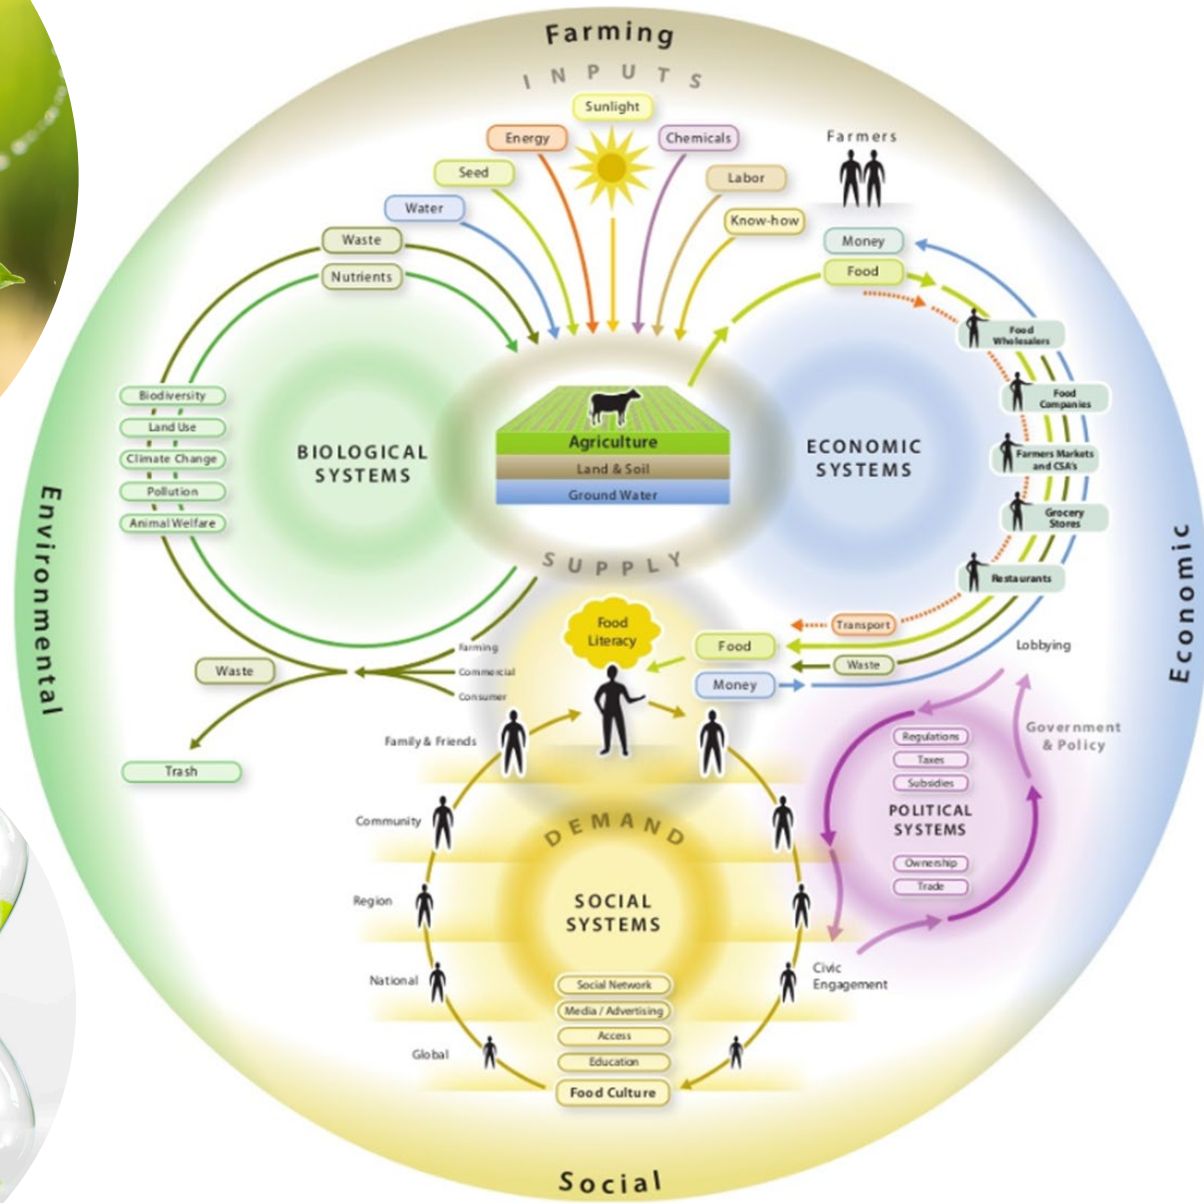 Farming
INPUTS
Sunlight
Energy
Chemicals
Farmers
Seed
Labor
Water
Know-how
Waste
Money
Nutrients
Food
Food
Wholesalers
Biodiversity
Land Use
Climate Change
Pollution
Animal Welfare
BIOLOGICAL
SYSTEMS
Agriculture
Land & Soil
Ground Water
ECONOMIC
SYSTEMS
Food
Companies
Farmers Markets
and CSA's
Grocery
Stores
Restaurants
Environmental
Economic
SUPPLY
Food
Literacy
Transport
Food
Waste
Money
Lobbying
Farming
Commercial
Consumer
Waste
Trash
Family & Friends
Community
Region
National
Global
DEMAND
SOCIAL
SYSTEMS
Social Network
Media / Advertising
Access
Education
Food Culture
Regulations
Taxes
Subsidies
POLITICAL
SYSTEMS
Ownership
Trade
Government
& Policy
Civic
Engagement
Social